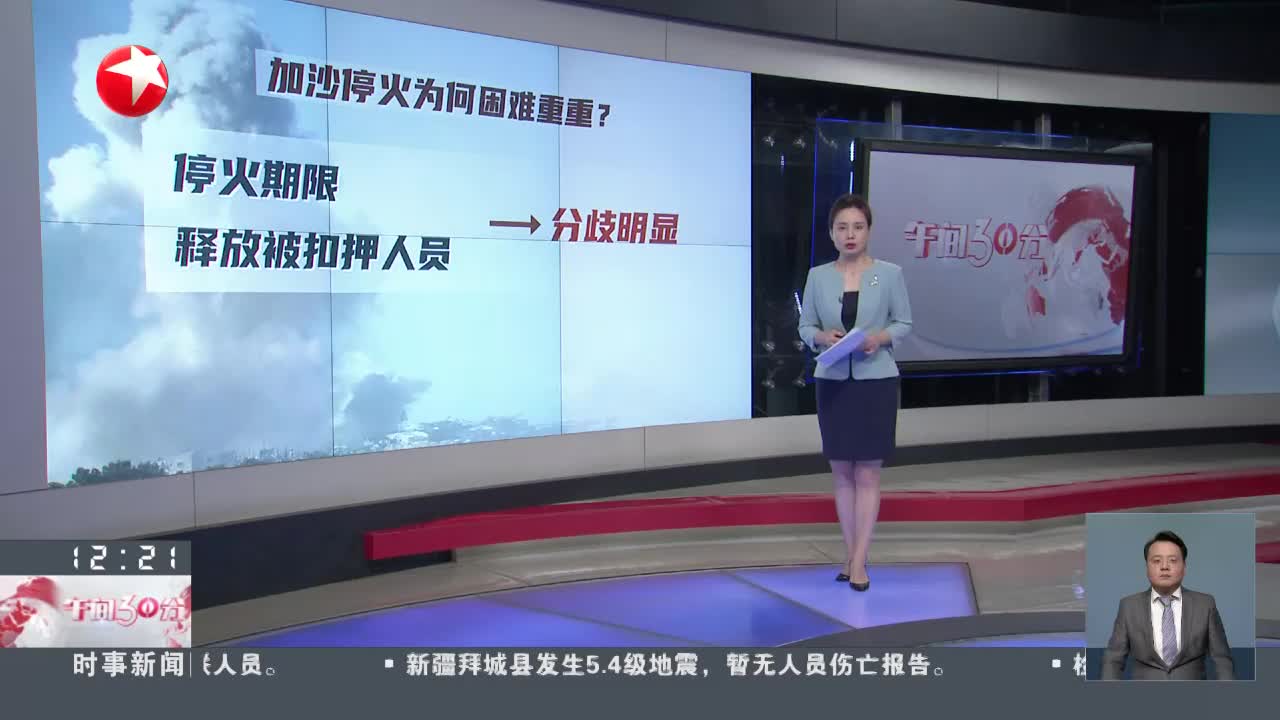 加沙停火为何困难重重?
停火期限
释放被扣押人员
分歧明显
午间30分
12:21
午间30分
时事新闻
人员。
▪ 新疆拜城县发生5.4级地震，暂无人员伤亡报告。
▪